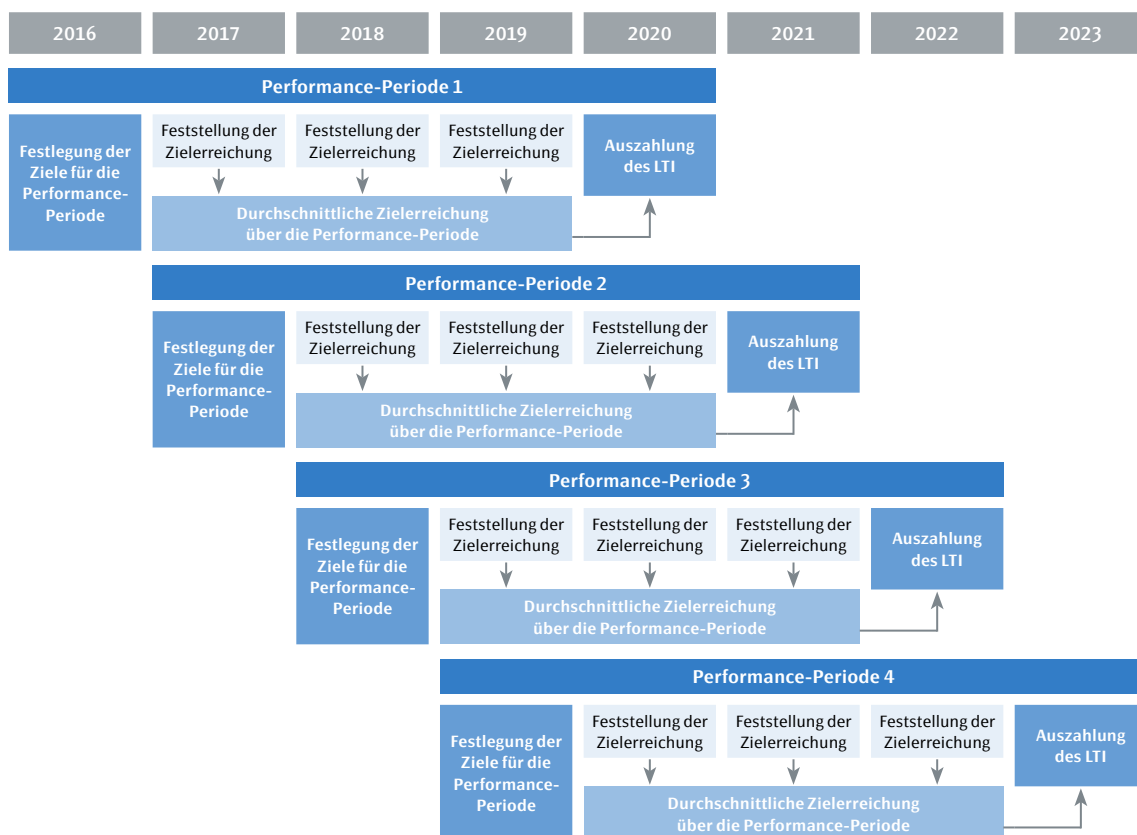 2016 2017 2018 2019 2020 2021 2022 2023
Performance-Periode 1
Festlegung der
Ziele für die
Performance-
Periode
Feststellung der
Zielerreichung
Feststellung der
Zielerreichung
Feststellung der
Zielerreichung
Durchschnittliche Zielerreichung
über die Performance-Periode
Auszahlung
des LTI
Performance-Periode 2
Festlegung der
Ziele für die
Performance-
Periode
Feststellung der
Zielerreichung
Feststellung der
Zielerreichung
Feststellung der
Zielerreichung
Durchschnittliche Zielerreichung
über die Performance-Periode
Auszahlung
des LTI
Performance-Periode 3
Festlegung der
Ziele für die
Performance-
Periode
Feststellung der
Zielerreichung
Feststellung der
Zielerreichung
Feststellung der
Zielerreichung
Durchschnittliche Zielerreichung
über die Performance-Periode
Auszahlung
des LTI
Performance-Periode 4
Festlegung der
Ziele für die
Performance-
Periode
Feststellung der
Zielerreichung
Feststellung der
Zielerreichung
Feststellung der
Zielerreichung
Durchschnittliche Zielerreichung
über die Performance-Periode
Auszahlung
des LTI